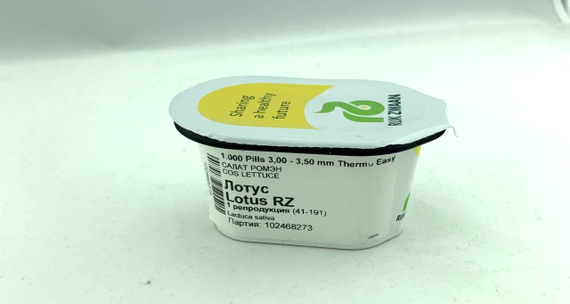 Sharing
a healthy
future
RIJK ZWAAN
1.000 Pills 3,00 - 3,50 mm Thermo Easy
САЛАТ РОМЭН
COS LETTUCE
Лотус
Lotus RZ
1 репродукция (41-191)
Lactuca sativa
Партия: 102468273